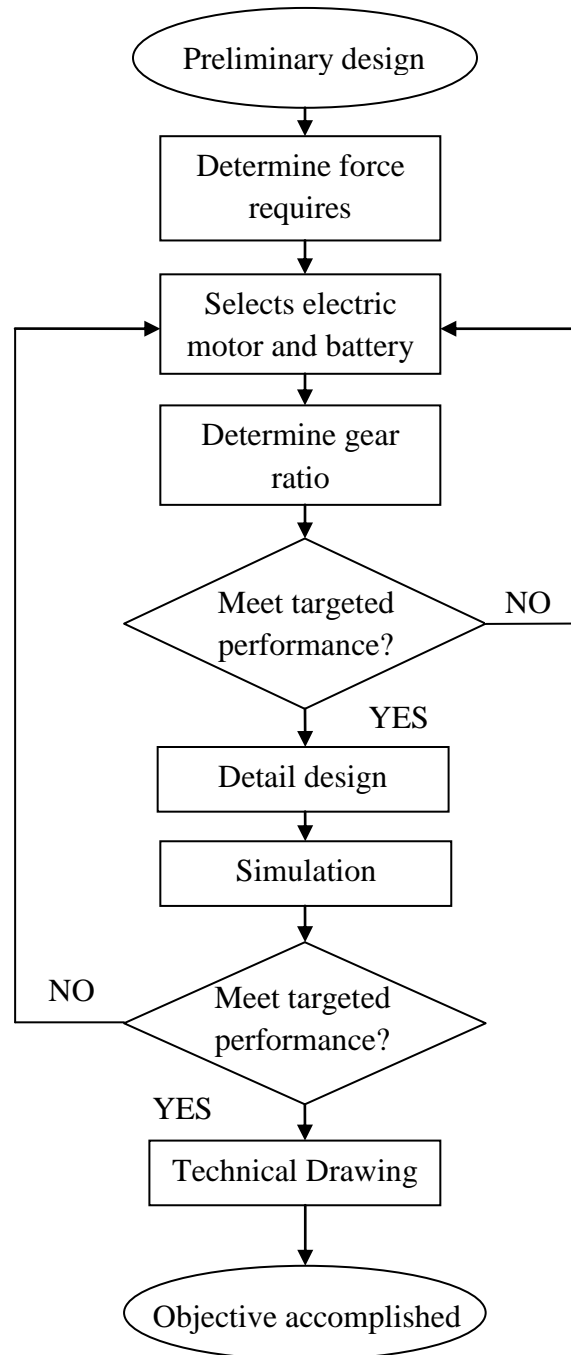 Preliminary design
Determine force
requires
Selects electric
motor and battery
Determine gear
ratio
Meet targeted
performance?
NO
YES
Detail design
Simulation
NO
Meet targeted
performance?
YES
Technical Drawing
Objective accomplished